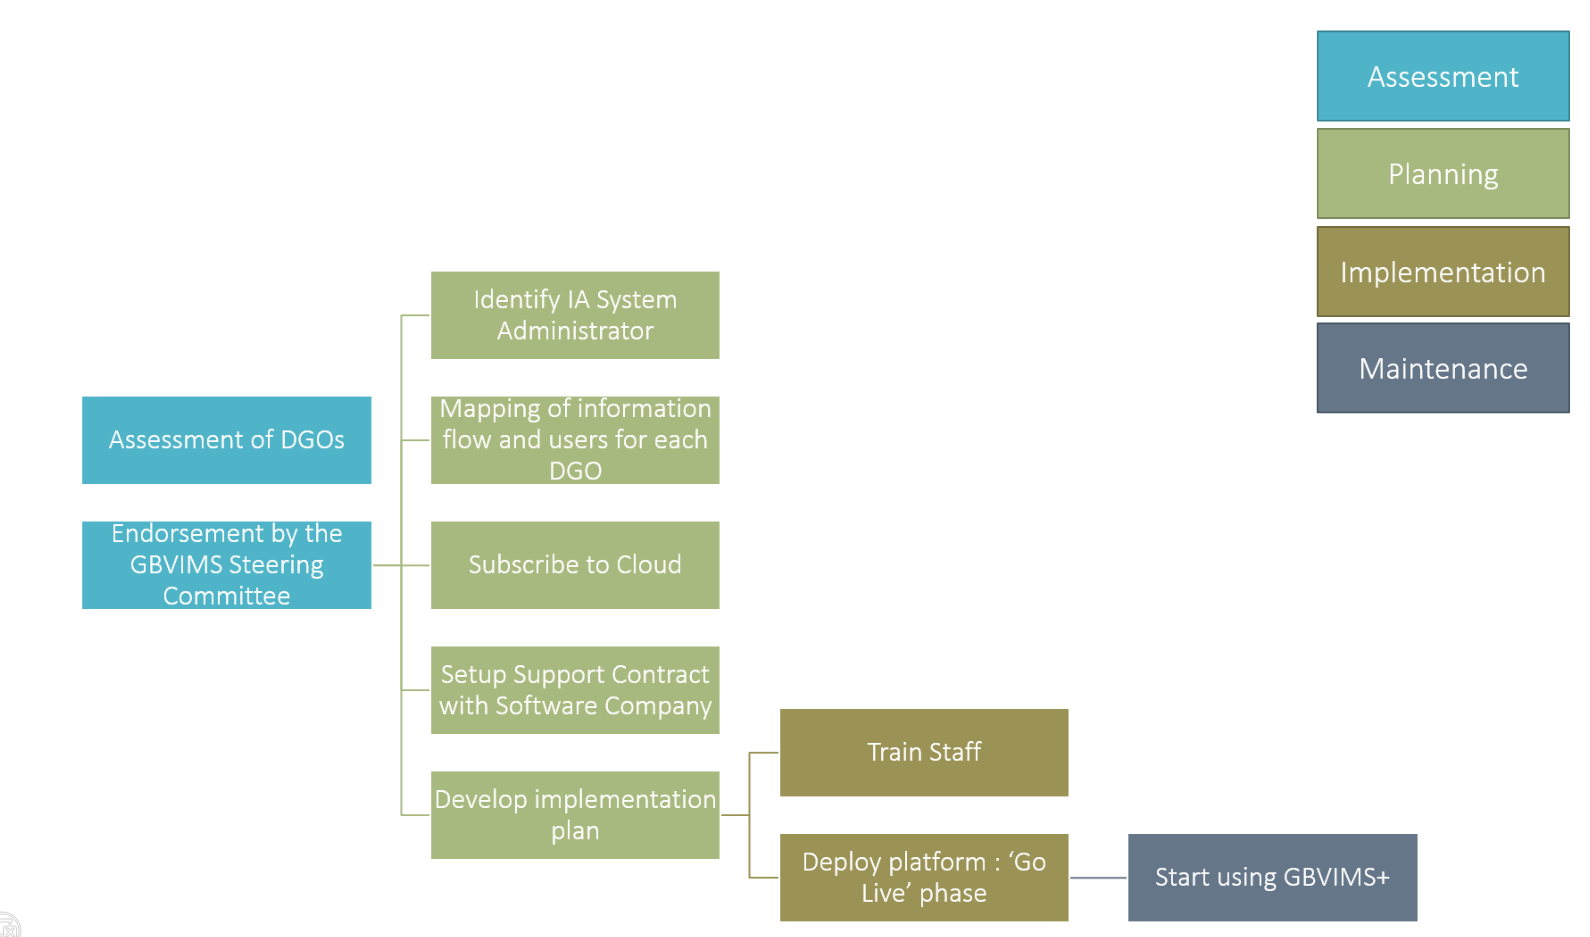 Assessment
Planning
Implementation
Maintenance
Identify IA System
Administrator
Mapping of information
flow and users for each
DGO
Assessment of DGOs
Endorsement by the
GBVIMS Steering
Committee
Subscribe to Cloud
Setup Support Contract
with Software Company
Develop implementation
plan
Train Staff
Deploy platform : ‘Go
Live’ phase
Start using GBVIMS+